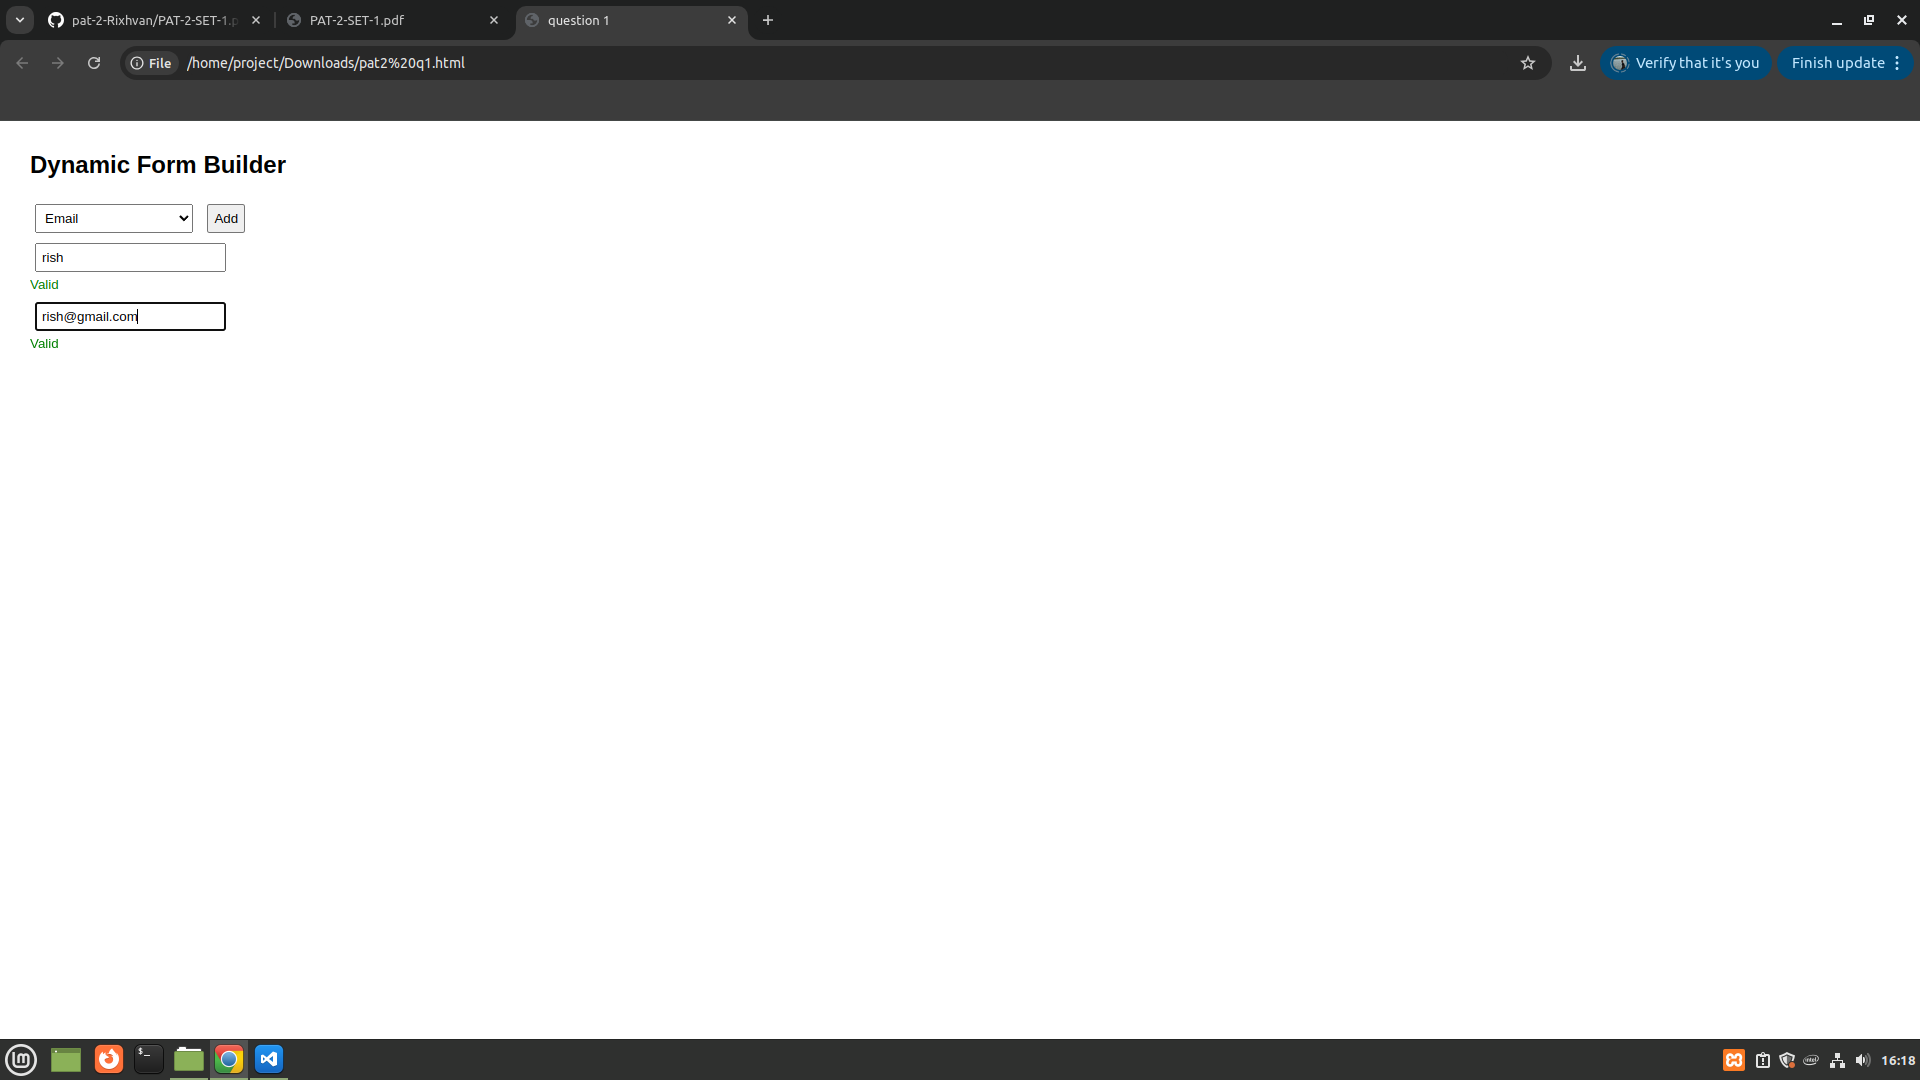 pat-2-Rixhvan/PAT-2-SET-1.p
PAT-2-SET-1.pdf
question 1
File
/home/project/Downloads/pat2%20q1.html
Verify that it's you
Finish update
Dynamic Form Builder
Email
Add
rish
Valid
rish@gmail.com
Valid
16:18